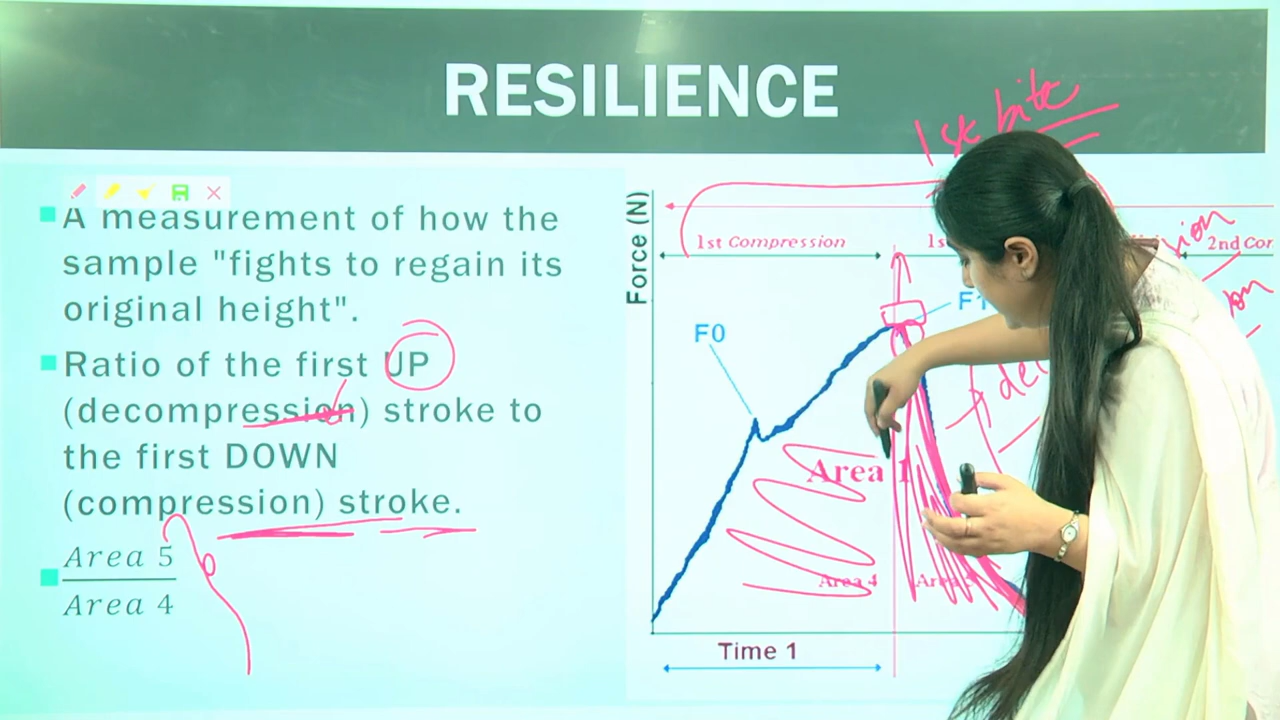 RESILIENCE
A measurement of how the
sample "fights to regain its
original height".
Ratio of the first UP
(decompression) stroke to
the first DOWN
(compression) stroke.
Area 5
Area 4
1st bite
Force (N)
1st Compression
2nd Com
F0
F1
Area 1
Area 4
Time 1